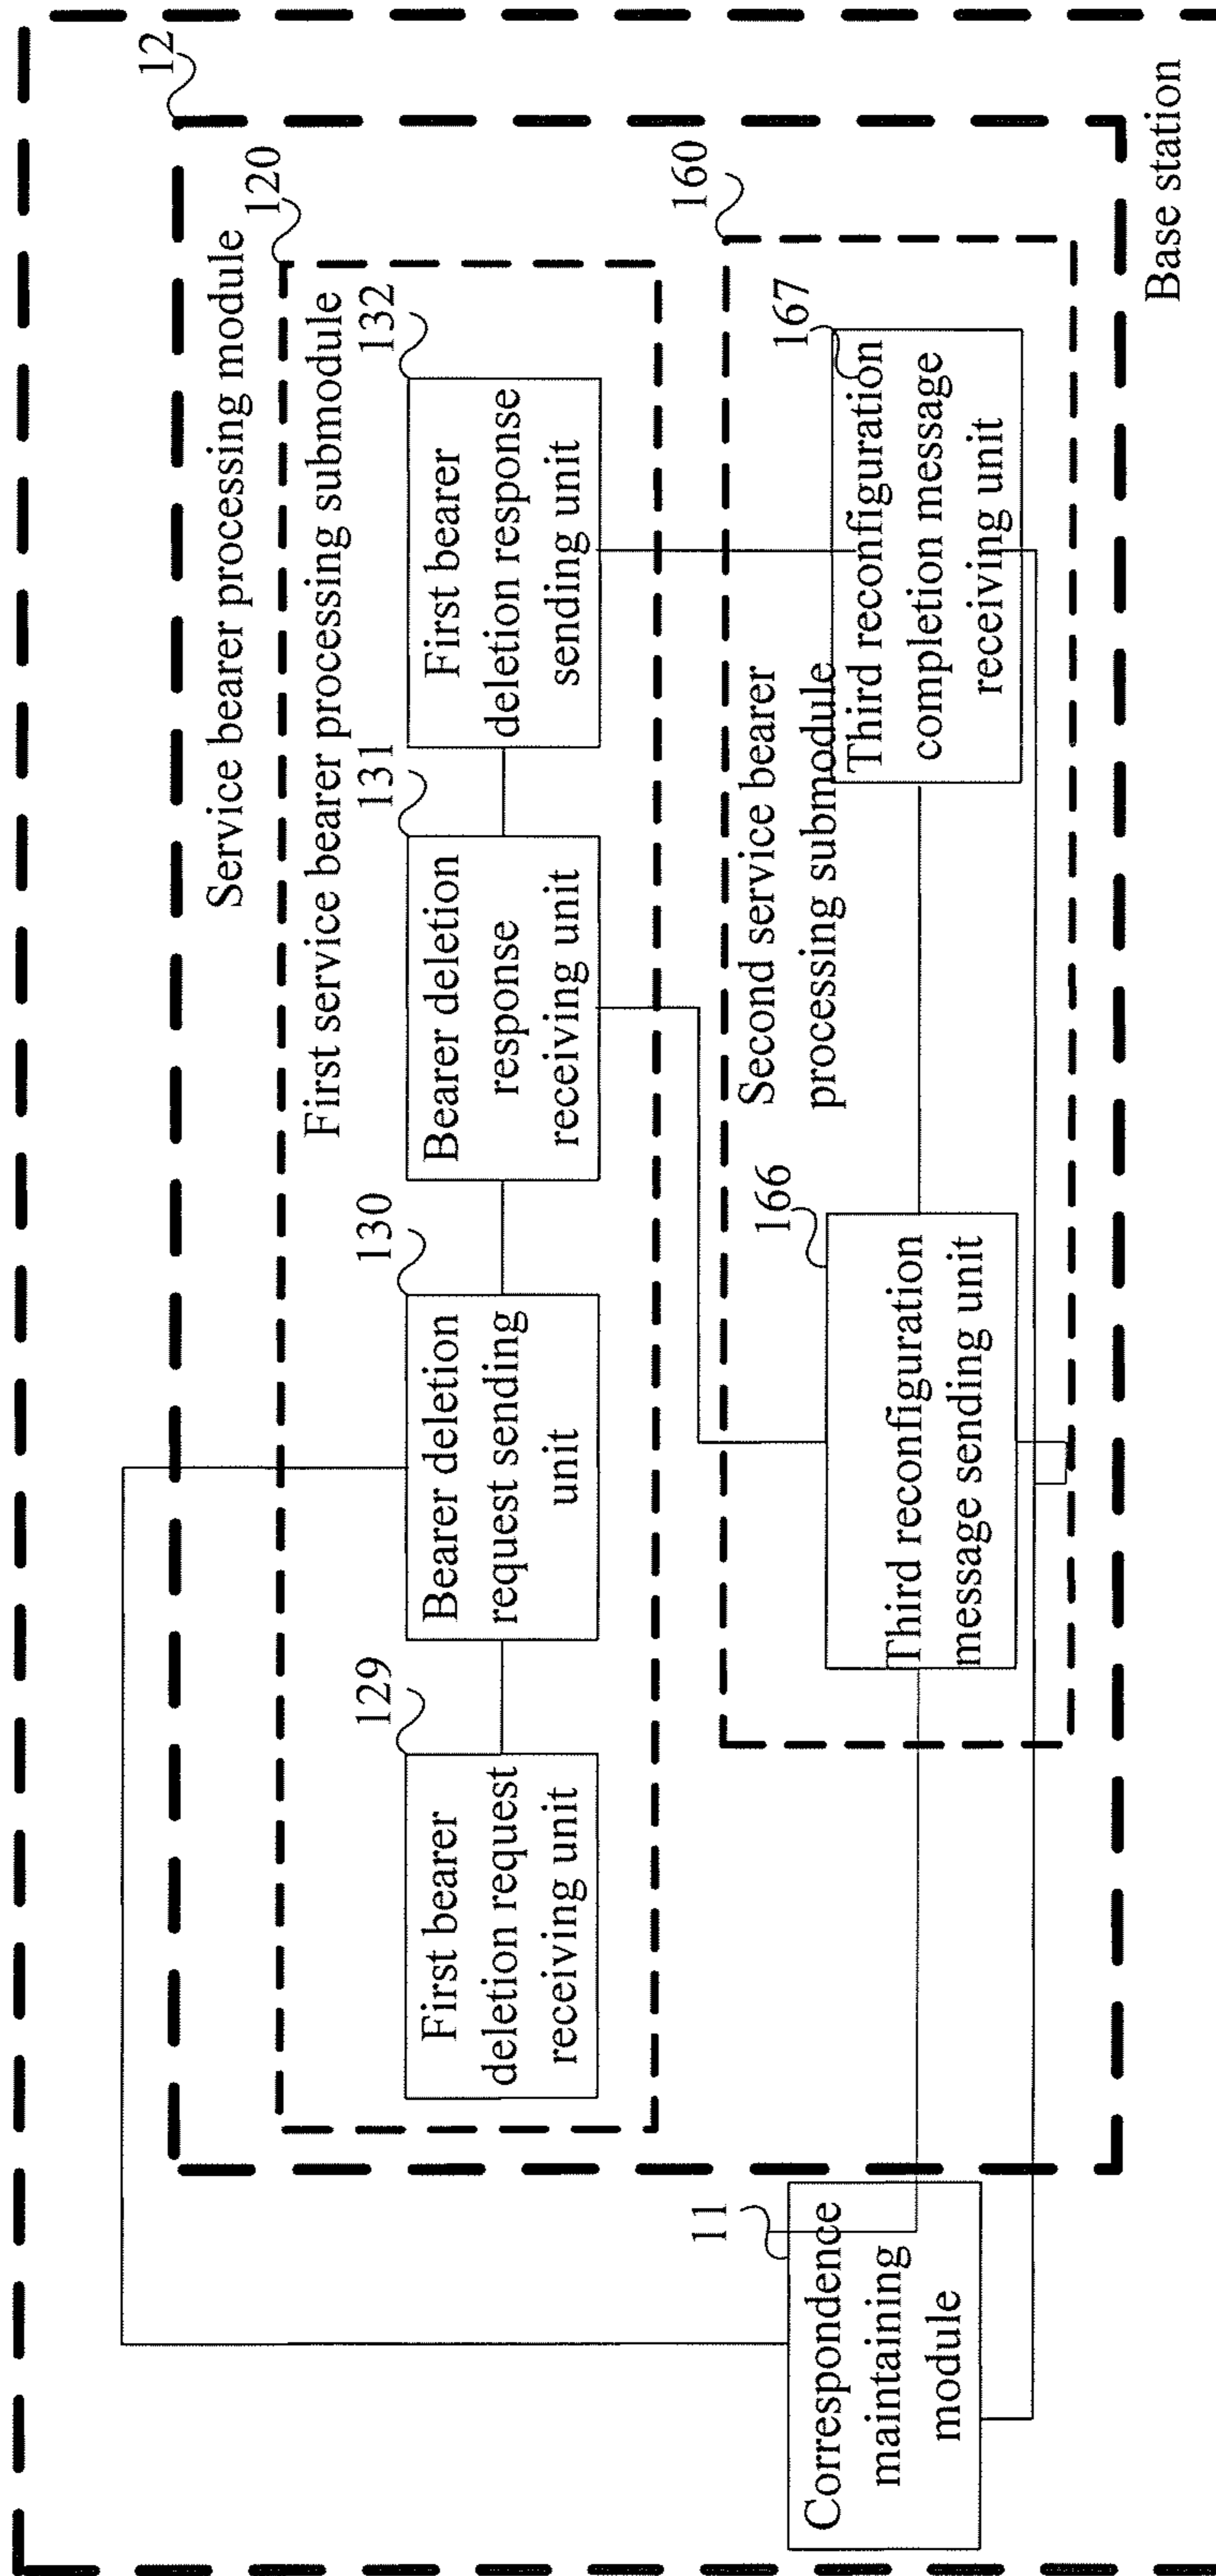 12
Service bearer processing module
120
First service bearer processing submodule
129
First bearer
deletion request
receiving unit
130
Bearer deletion
request sending
unit
131
Bearer deletion
response
receiving unit
132
First bearer
deletion response
sending unit
11
Correspondence
maintaining
module
160
Second service bearer
processing submodule
166
Third reconfiguration
message sending unit
167
Third reconfiguration
completion message
receiving unit
Base station